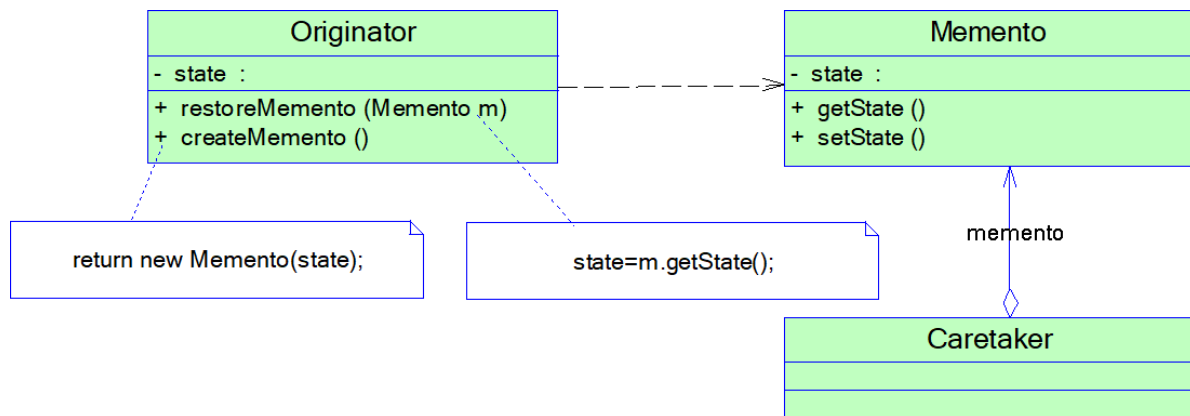 Originator
- state :
+ restoreMemento (Memento m)
+ createMemento ()
Memento
- state :
+ getState ()
+ setState ()
return new Memento(state);
state=m.getState();
memento
Caretaker